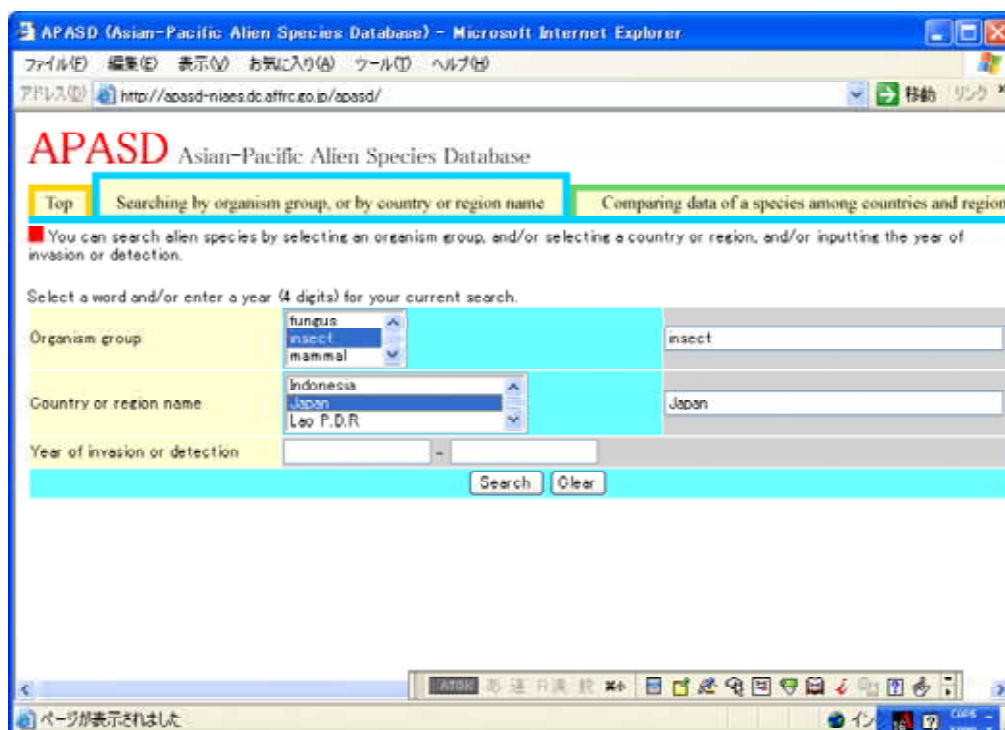 APASD (Asian-Pacific Alien Species Database) - Microsoft Internet Explorer
ファイル(F) 編集(E) 表示(V) お気に入り(A) ツール(T) ヘルプ(H)
アドレス(D) http://apasd-niaes.dc.affrc.go.jp/apasd/ 移動 リンク
APASD Asian-Pacific Alien Species Database
Top Searching by organism group, or by country or region name Comparing data of a species among countries and region
You can search alien species by selecting an organism group, and/or selecting a country or region, and/or inputting the year of
invasion or detection.
Select a word and/or enter a year (4 digits) for your current search.
Organism group fungus insect
insect
mammal
Country or region name Indonesia Japan
Japan
Lao P.D.R
Year of invasion or detection -
Search Clear
ATOK
ページが表示されました イン